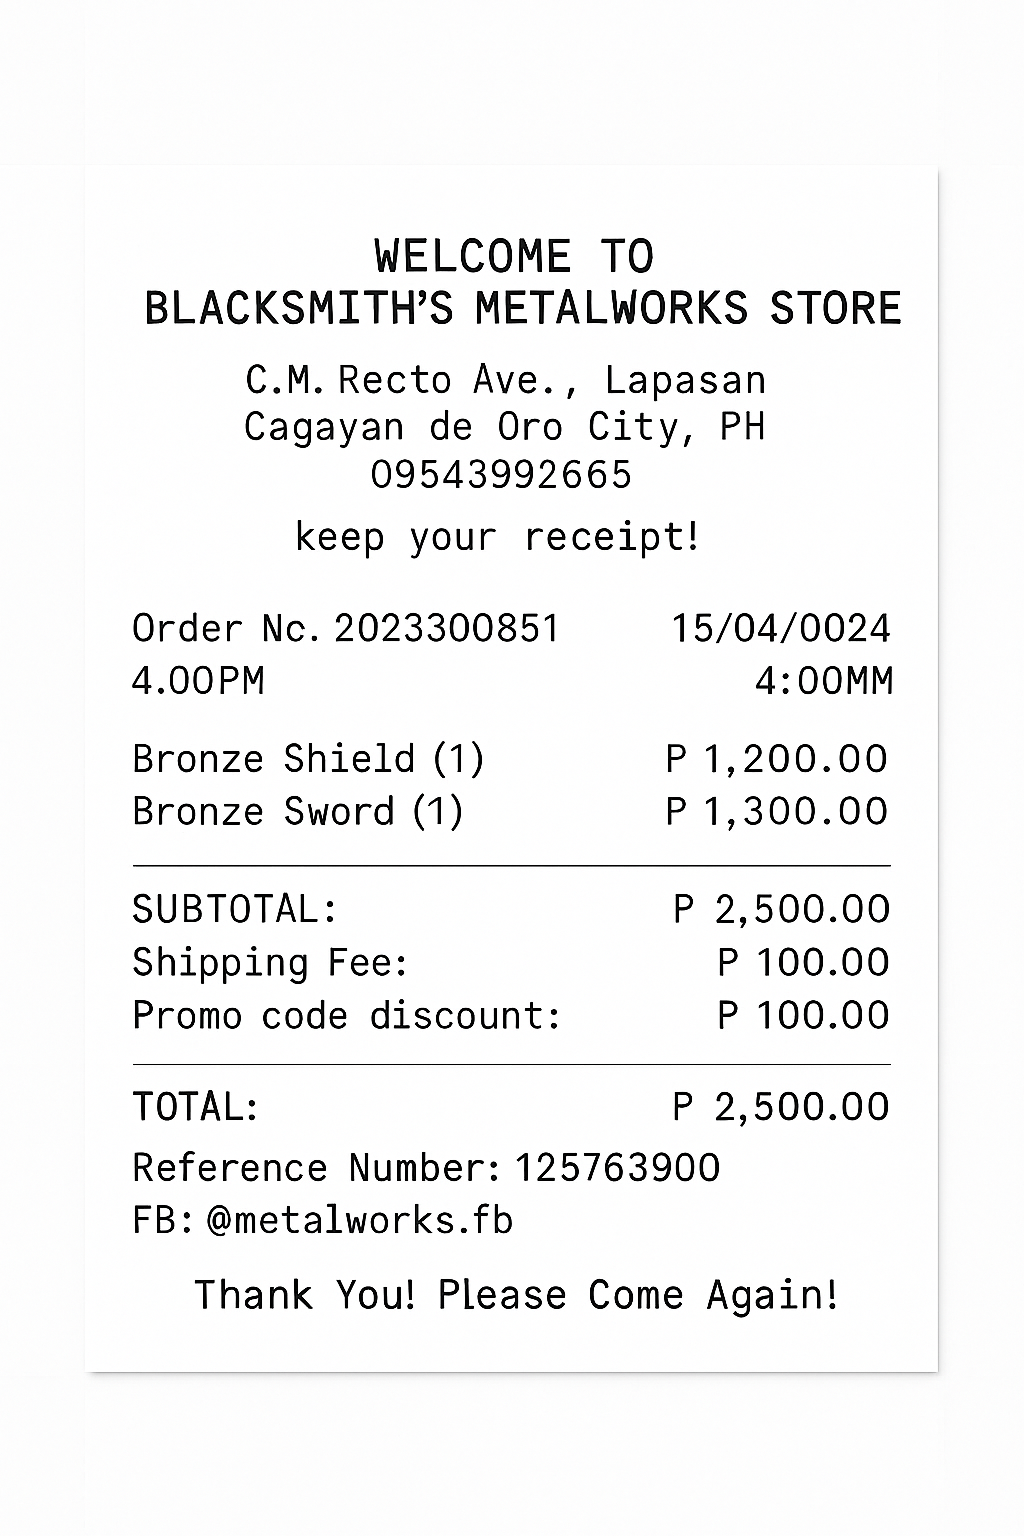 WELCOME TO
BLACKSMITH’S METALWORKS STORE
C.M. Recto Ave., Lapasan
Cagayan de Oro City, PH
09543992665
keep your receipt!
Order Nc. 2023300851 15/04/0024
4.00PM 4:00MM
Bronze Shield (1) P 1,200.00
Bronze Sword (1) P 1,300.00
SUBTOTAL: P 2,500.00
Shipping Fee: P 100.00
Promo code discount: P 100.00
TOTAL: P 2,500.00
Reference Number: 125763900
FB: @metalworks.fb
Thank You! Please Come Again!